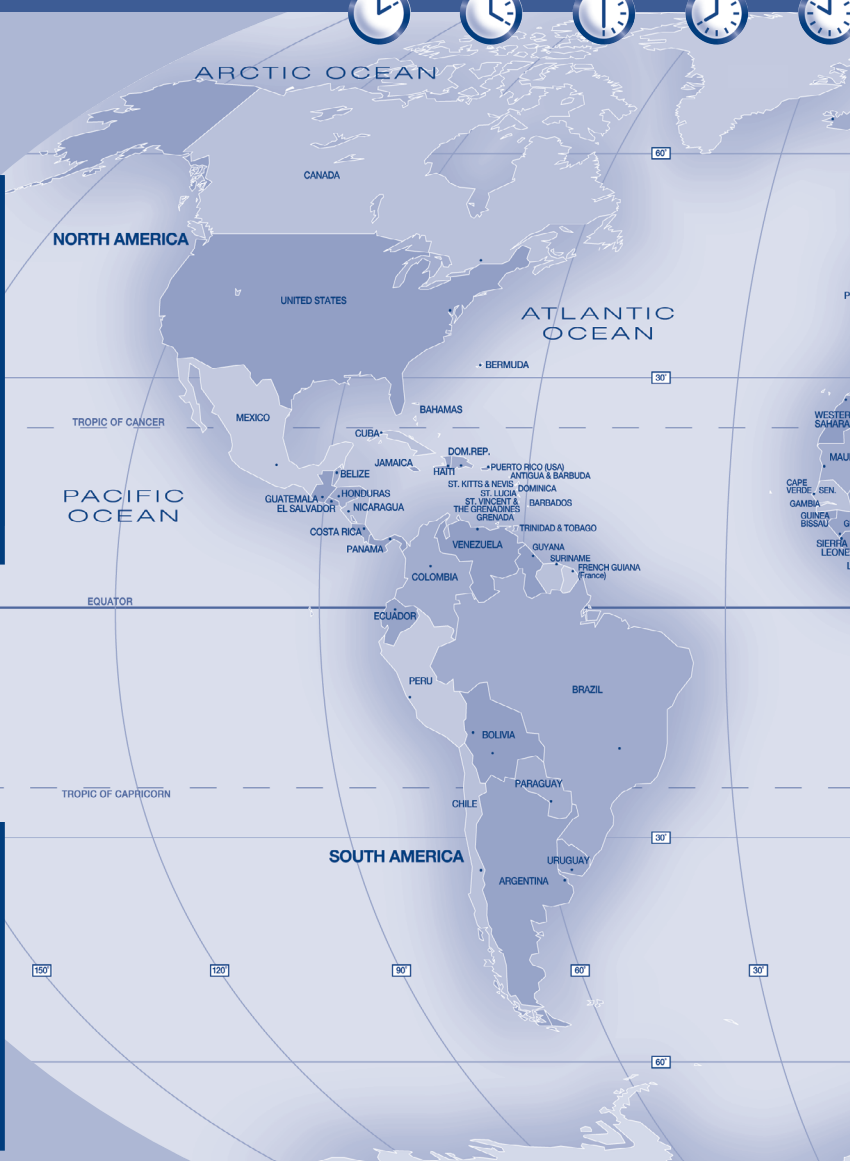 ARCTIC OCEAN
60°
CANADA
NORTH AMERICA
UNITED STATES
ATLANTIC
OCEAN
BERMUDA
30°
BAHAMAS
TROPIC OF CANCER
MEXICO
WESTER
SAHARA
CUBA
DOM.REP.
JAMAICA
HAITI
PUERTO RICO (USA)
MAU
BELIZE
ANTIGUA & BARBUDA
ST. KITTS & NEVIS
DOMINICA
CAPE
VERDE
SEN.
PACIFIC
OCEAN
GUATEMALA
HONDURAS
ST. LUCIA
ST. VINCENT &
THE GRENADINES
BARBADOS
GAMBIA
EL SALVADOR
NICARAGUA
GRENADA
GUINEA
BISSAU
G
COSTA RICA
TRINIDAD & TOBAGO
PANAMA
VENEZUELA
GUYANA
SIERRA
LEONE
SURINAME
FRENCH GUIANA
(France)
L
COLOMBIA
EQUATOR
ECUADOR
PERU
BRAZIL
BOLIVIA
PARAGUAY
TROPIC OF CAPRICORN
CHILE
30°
SOUTH AMERICA
URUGUAY
ARGENTINA
150°
120°
90°
60°
30°
60°
P